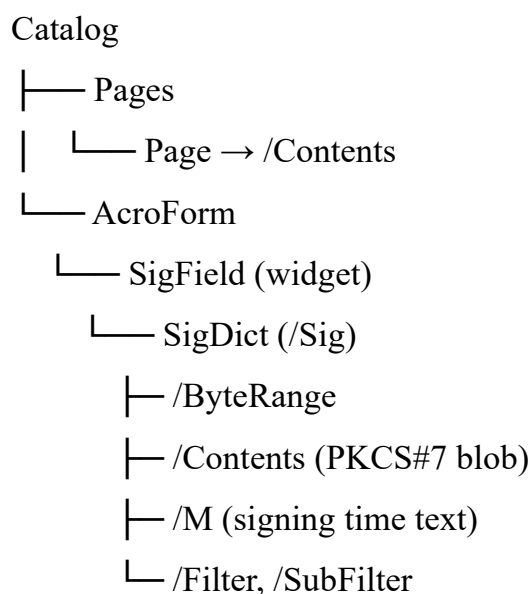 Catalog
├── Pages
│ └── Page → /Contents
└── AcroForm
└── SigField (widget)
└── SigDict (/Sig)
├─ /ByteRange
├─ /Contents (PKCS#7 blob)
├─ /M (signing time text)
└─ /Filter, /SubFilter